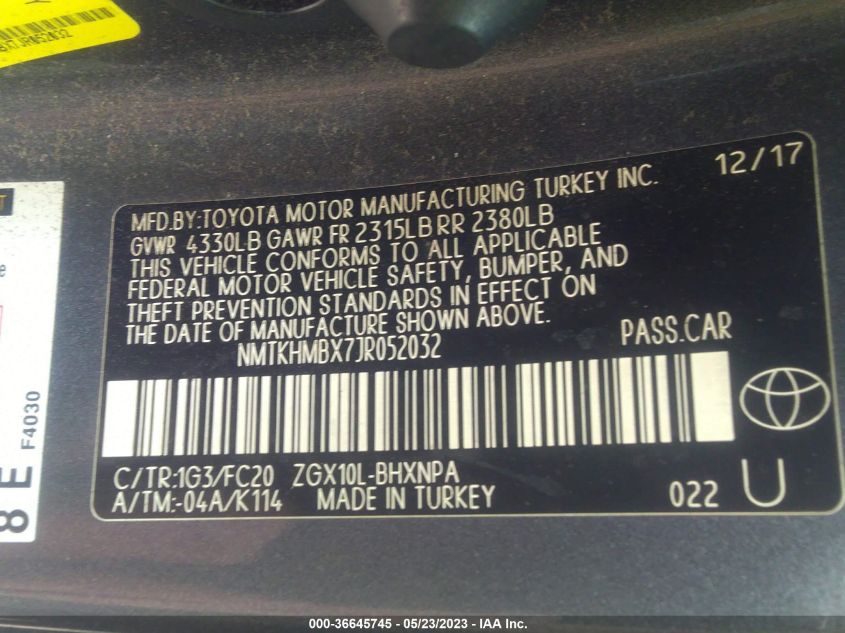 BX7JR052032
12/17
MFD.BY:TOYOTA MOTOR MANUFACTURING TURKEY INC.
GVWR 4330LB GAWR FR 2315LB RR 2380LB
THIS VEHICLE CONFORMS TO ALL APPLICABLE
FEDERAL MOTOR VEHICLE SAFETY, BUMPER, AND
THEFT PREVENTION STANDARDS IN EFFECT ON
THE DATE OF MANUFACTURE SHOWN ABOVE.
NMTKHMBX7JR052032 PASS.CAR
C/TR:1G3/FC20 ZGX10L-BHXNPA
A/TM:-04A/K114 MADE IN TURKEY 022 U
8 E
F4030
000-36645745 - 05/23/2023 - IAA Inc.